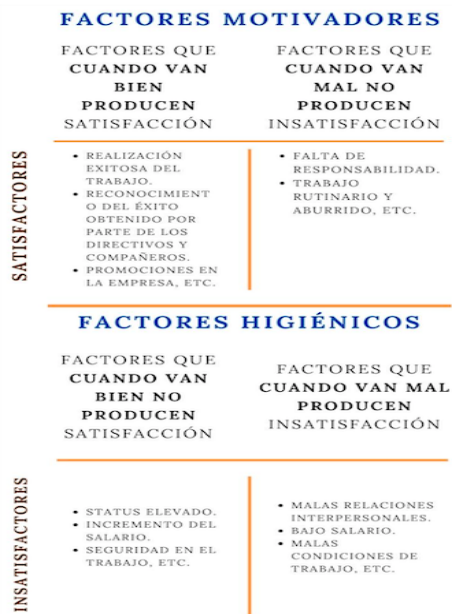 FACTORES MOTIVADORES
FACTORES QUE
CUANDO VAN
BIEN
PRODUCEN
SATISFACCIÓN
FACTORES QUE
CUANDO VAN
MAL NO
PRODUCEN
INSATISFACCIÓN
SATISFACTORES
• REALIZACIÓN
EXITOSA DEL
TRABAJO.
• RECONOCIMIENT
O DEL ÉXITO
OBTENIDO POR
PARTE DE LOS
DIRECTIVOS Y
COMPAÑEROS.
• PROMOCIONES EN
LA EMPRESA, ETC.
• FALTA DE
RESPONSABILIDAD.
• TRABAJO
RUTINARIO Y
ABURRIDO, ETC.
FACTORES HIGIÉNICOS
FACTORES QUE
CUANDO VAN
BIEN NO
PRODUCEN
SATISFACCIÓN
FACTORES QUE
CUANDO VAN MAL
PRODUCEN
INSATISFACCIÓN
INSATISFACTORES
• STATUS ELEVADO.
• INCREMENTO DEL
SALARIO.
• SEGURIDAD EN EL
TRABAJO, ETC.
• MALAS RELACIONES
INTERPERSONALES.
• BAJO SALARIO.
• MALAS
CONDICIONES DE
TRABAJO, ETC.